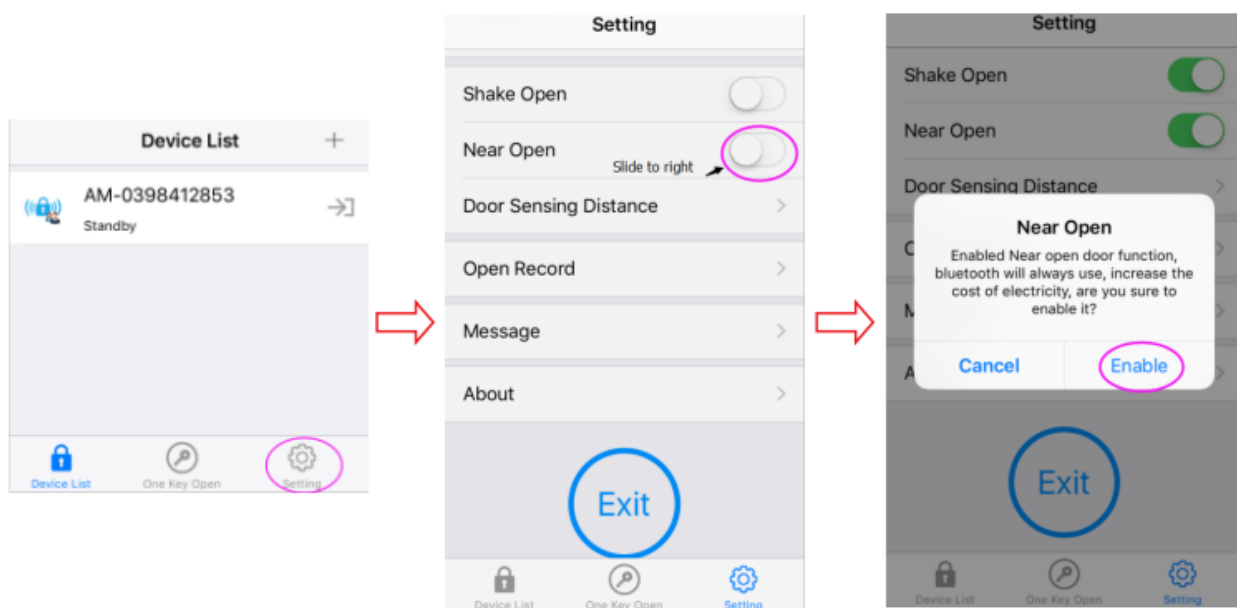 Device List
+
AM-0398412853
Standby
Device List
One Key Open
Setting
Setting
Shake Open
Near Open
Slide to right
Door Sensing Distance
Open Record
Message
About
Exit
Device List
One Key Open
Setting
Setting
Shake Open
Near Open
Door Sensing Distance
Near Open
Enabled Near open door function,
bluetooth will always use, increase the
cost of electricity, are you sure to
enable it?
Cancel
Enable
Exit
Device List
One Key Open
Setting